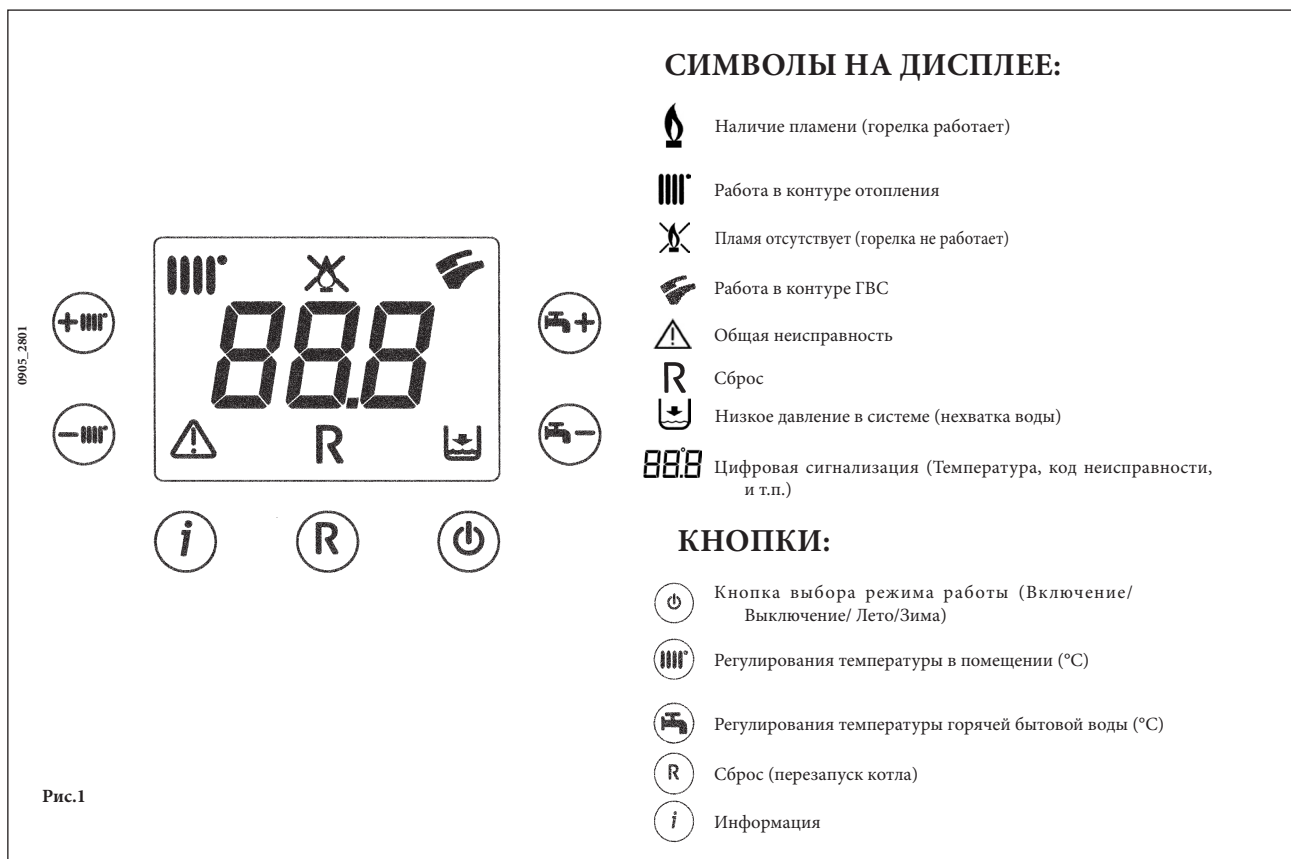 0905_2801
88.8
R
i
R
Рис.1
СИМВОЛЫ НА ДИСПЛЕЕ:
Наличие пламени (горелка работает)
Работа в контуре отопления
Пламя отсутствует (горелка не работает)
Работа в контуре ГВС
Общая неисправность
R Сброс
Низкое давление в системе (нехватка воды)
88.8 Цифровая сигнализация (Температура, код неисправности,
и т.п.)
КНОПКИ:
Кнопка выбора режима работы (Включение/
Выключение/ Лето/Зима)
Регулирования температуры в помещении (°C)
Регулирования температуры горячей бытовой воды (°C)
R Сброс (перезапуск котла)
i Информация